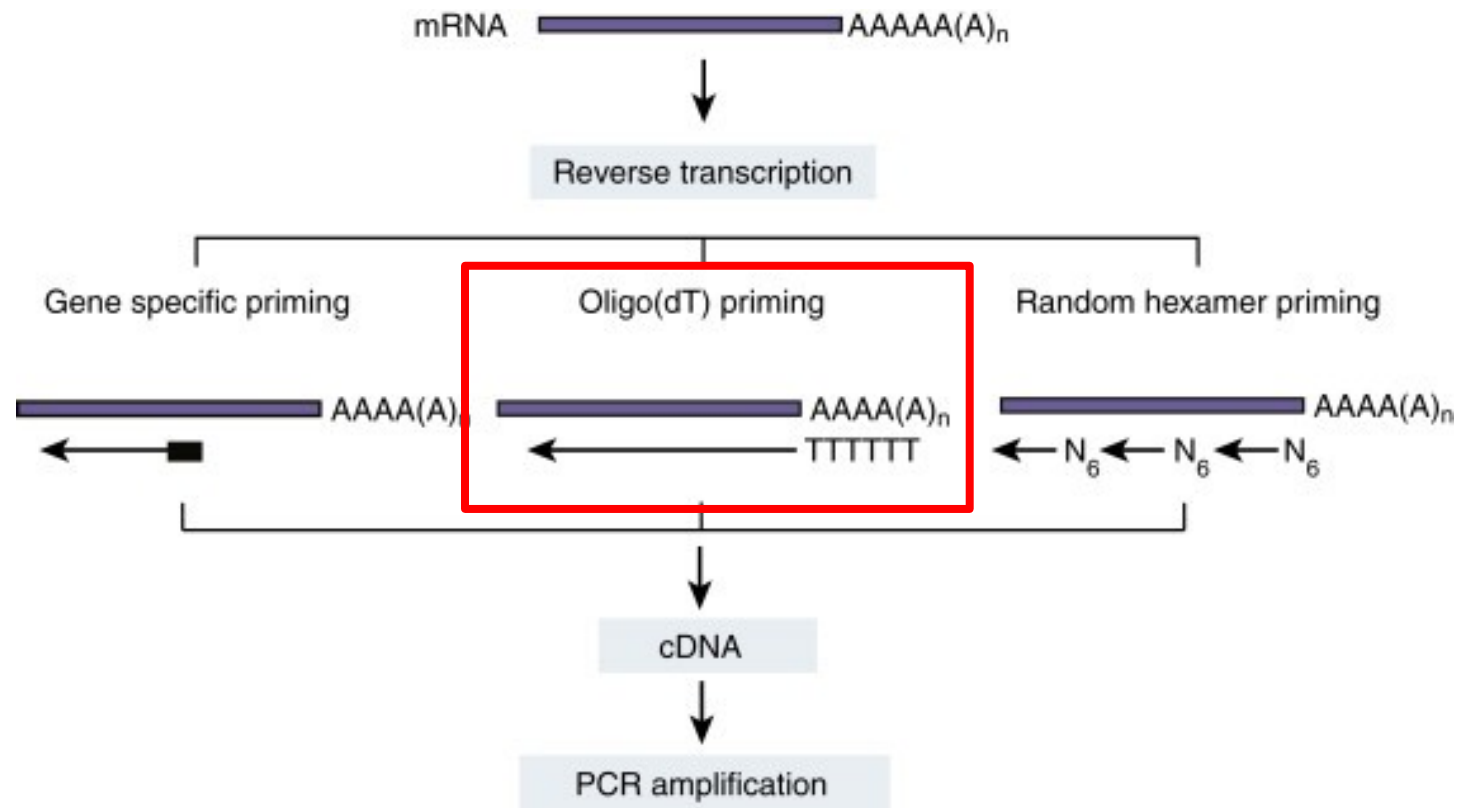 mRNA AAAAA(A)n
Reverse transcription
Gene specific priming Oligo(dT) priming Random hexamer priming
AAAA(A)n AAAA(A)n AAAA(A)n
TTTTTT N6 N6 N6
cDNA
PCR amplification